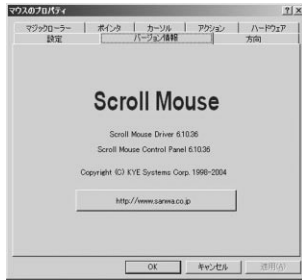 マウスのプロパティ
? ×
マジックローラー ポインタ カーソル アクション ハードウェア
設定 バージョン情報 方向
Scroll Mouse
Scroll Mouse Driver 6.10.36
Scroll Mouse Control Panel 6.10.36
Copyright (C) KYE Systems Corp. 1998-2004
http://www.sanwa.co.jp
OK キャンセル 適用(A)